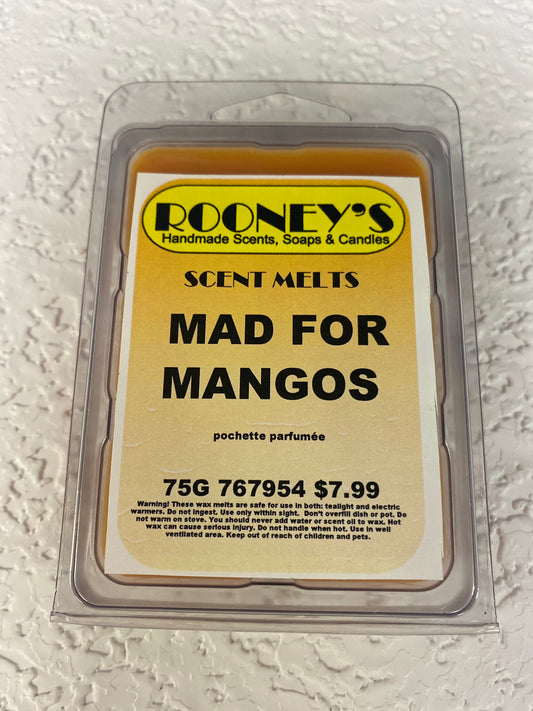 ROONEY'S
Handmade Scents, Soaps & Candles
SCENT MELTS
MAD FOR
MANGOS
pochette parfumée
75G 767954 $7.99
Warning! These wax melts are safe for use in both: tealight and electric
warmers. Do not ingest. Use only within sight. Don't overfill dish or pot. Do
not warm on stove. You should never add water or scent oil to wax. Hot
wax can cause serious injury. Do not handle when hot. Use in well
ventilated area. Keep out of reach of children and pets.